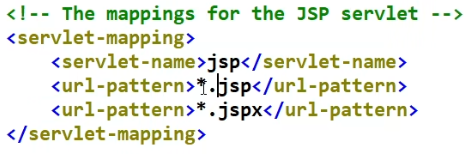 <!-- The mappings for the JSP servlet -->
<servlet-mapping>
    <servlet-name>jsp</servlet-name>
    <url-pattern>*.jsp</url-pattern>
    <url-pattern>*.jspx</url-pattern>
</servlet-mapping>